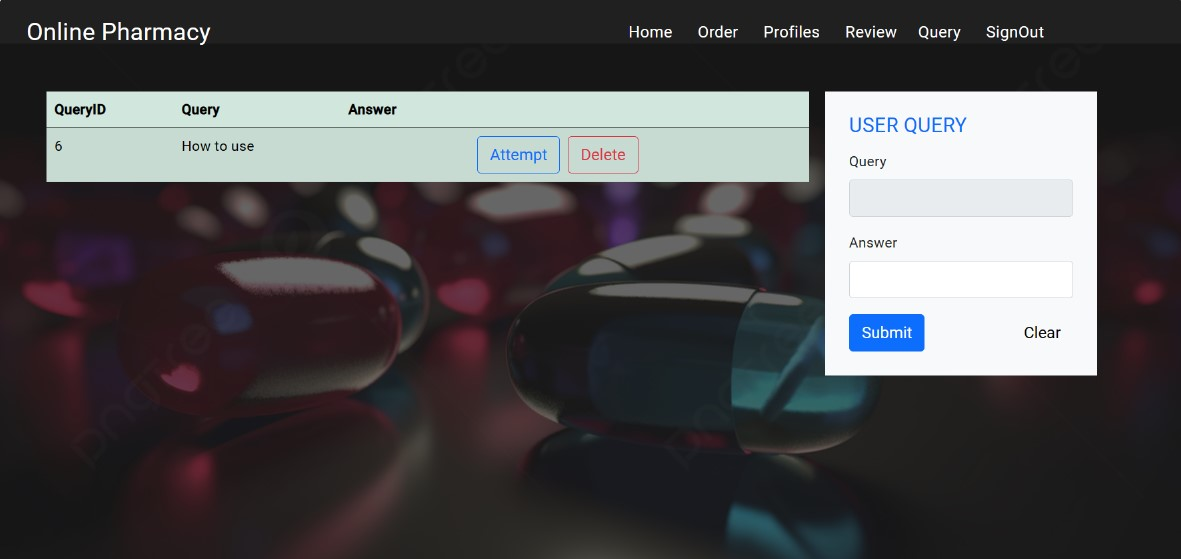 Online Pharmacy
Home Order Profiles Review Query SignOut
QueryID Query Answer
6 How to use Attempt Delete
USER QUERY
Query
Answer
Submit Clear